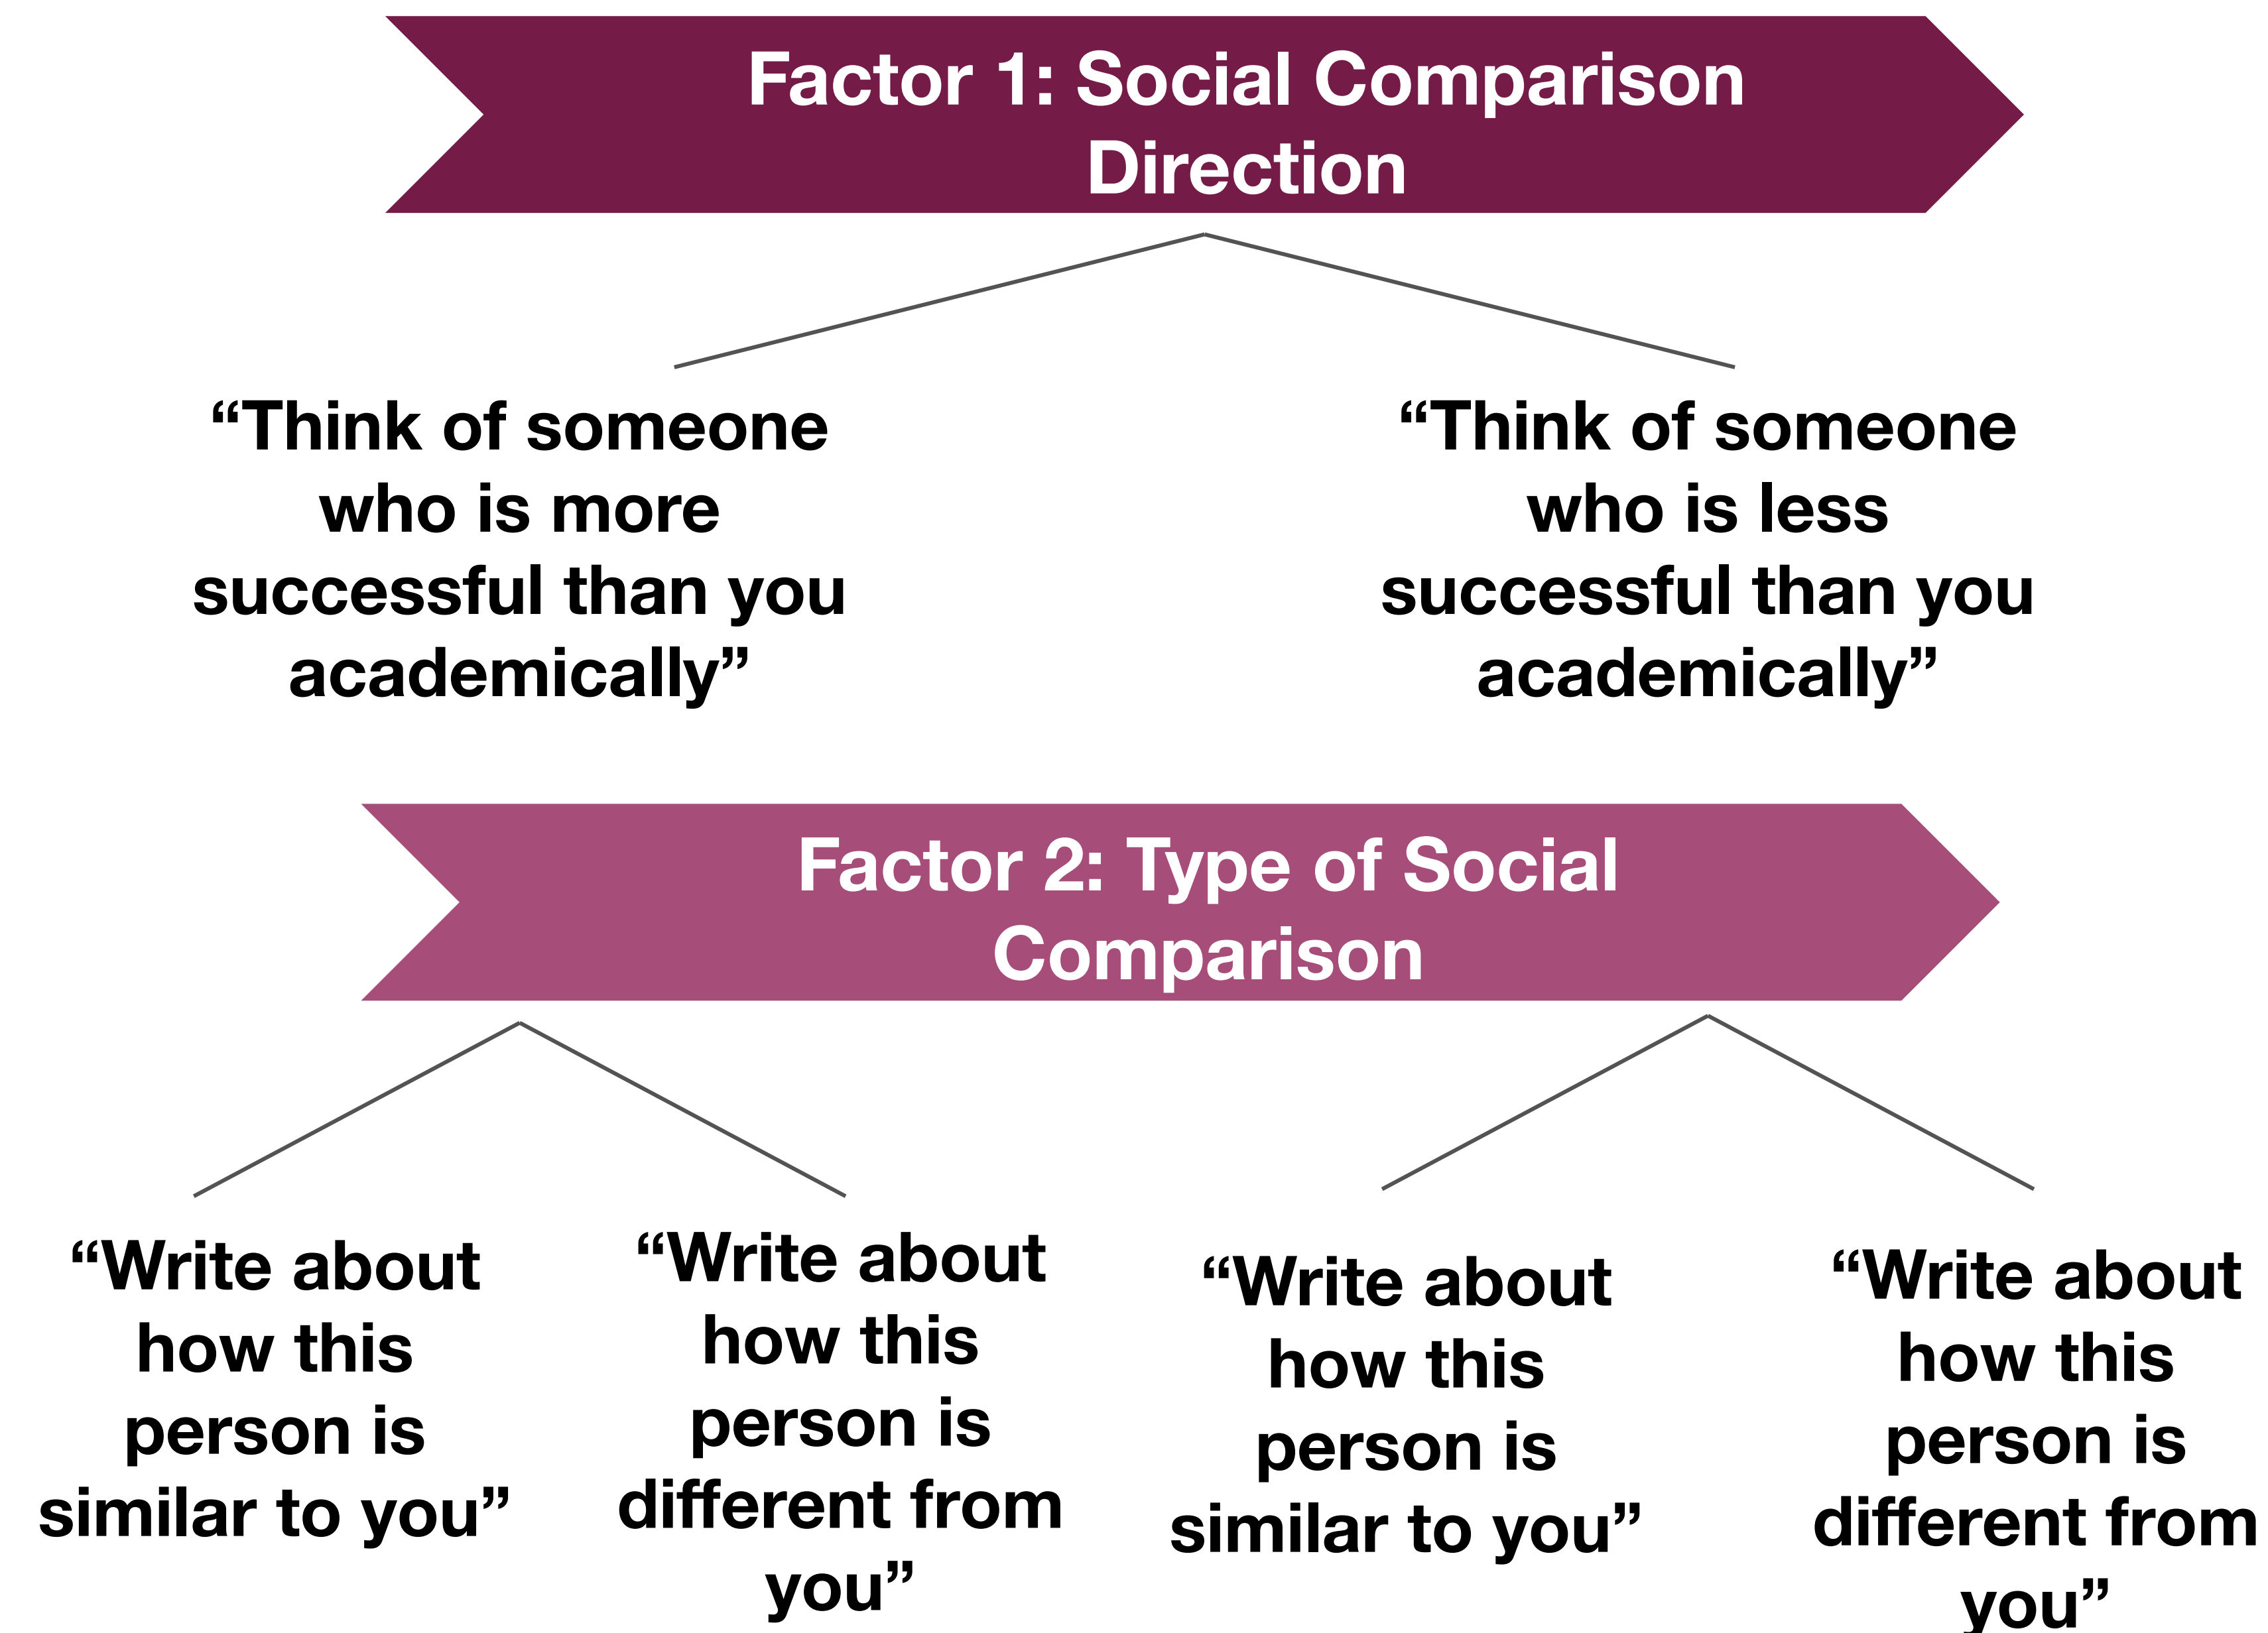 Factor 1: Social Comparison
Direction
“Think of someone
who is more
successful than you
academically”
“Think of someone
who is less
successful than you
academically”
Factor 2: Type of Social
Comparison
“Write about
how this
person is
similar to you”
“Write about
how this
person is
different from
you”
“Write about
how this
person is
similar to you”
“Write about
how this
person is
different from
you”